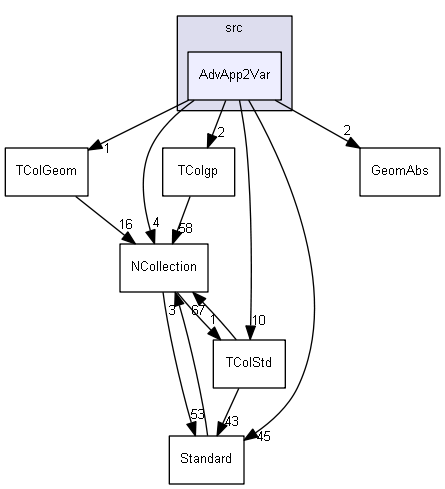 src
AdvApp2Var
1
2
2
TColGeom
TColgp
GeomAbs
16
4
58
NCollection
3
67
1
10
TColStd
53
43
45
Standard